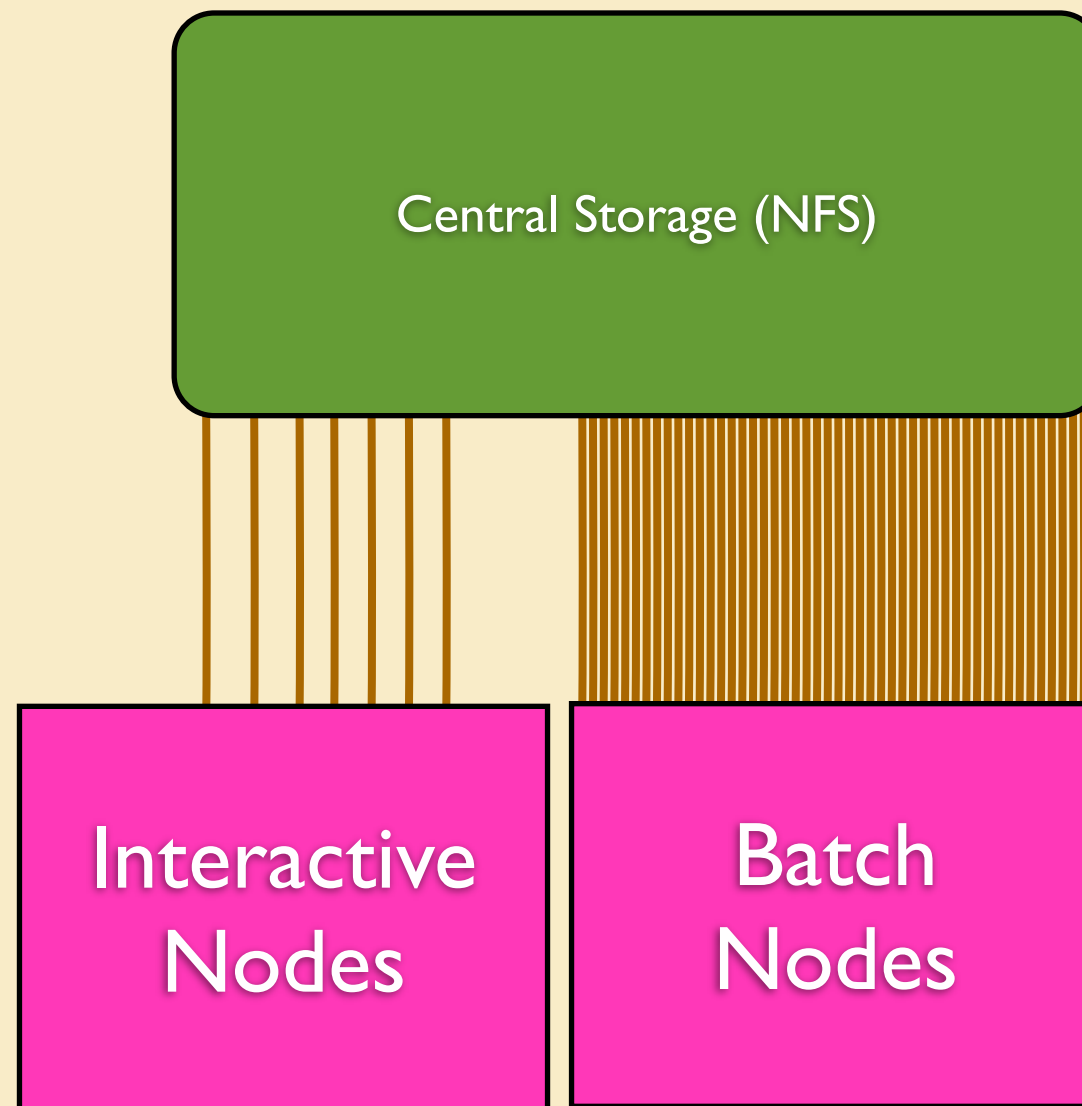 Central Storage (NFS)
Interactive
Nodes
Batch
Nodes